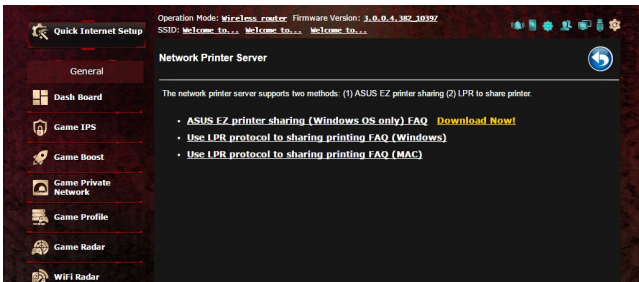 Quick Internet Setup
General
Dash Board
Game IPS
Game Boost
Game Private
Network
Game Profile
Game Radar
WiFi Radar
Operation Mode: Wireless router Firmware Version: 3.0.0.4.382_10397
SSID: Welcome to... Welcome to... Welcome to...
Network Printer Server
The network printer server supports two methods: (1) ASUS EZ printer sharing (2) LPR to share printer.
• ASUS EZ printer sharing (Windows OS only) FAQ Download Now!
• Use LPR protocol to sharing printing FAQ (Windows)
• Use LPR protocol to sharing printing FAQ (MAC)